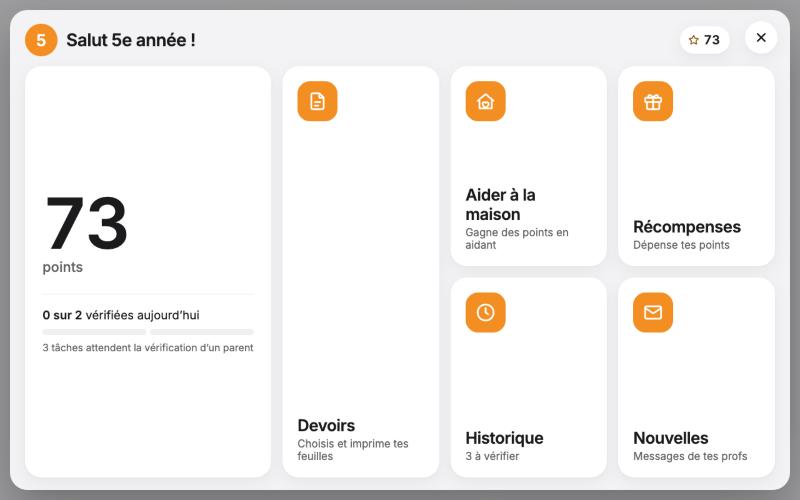 5
Salut 5e année !
73
73
points
0 sur 2 vérifiées aujourd’hui
3 tâches attendent la vérification d’un parent
Devoirs
Choisis et imprime tes
feuilles
Aider à la
maison
Gagne des points en
aidant
Récompenses
Dépense tes points
Historique
3 à vérifier
Nouvelles
Messages de tes profs